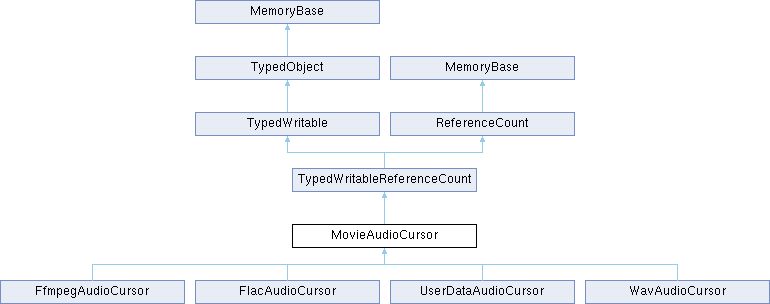 MemoryBase
TypedObject
MemoryBase
TypedWritable
ReferenceCount
TypedWritableReferenceCount
MovieAudioCursor
FfmpegAudioCursor
FlacAudioCursor
UserDataAudioCursor
WavAudioCursor